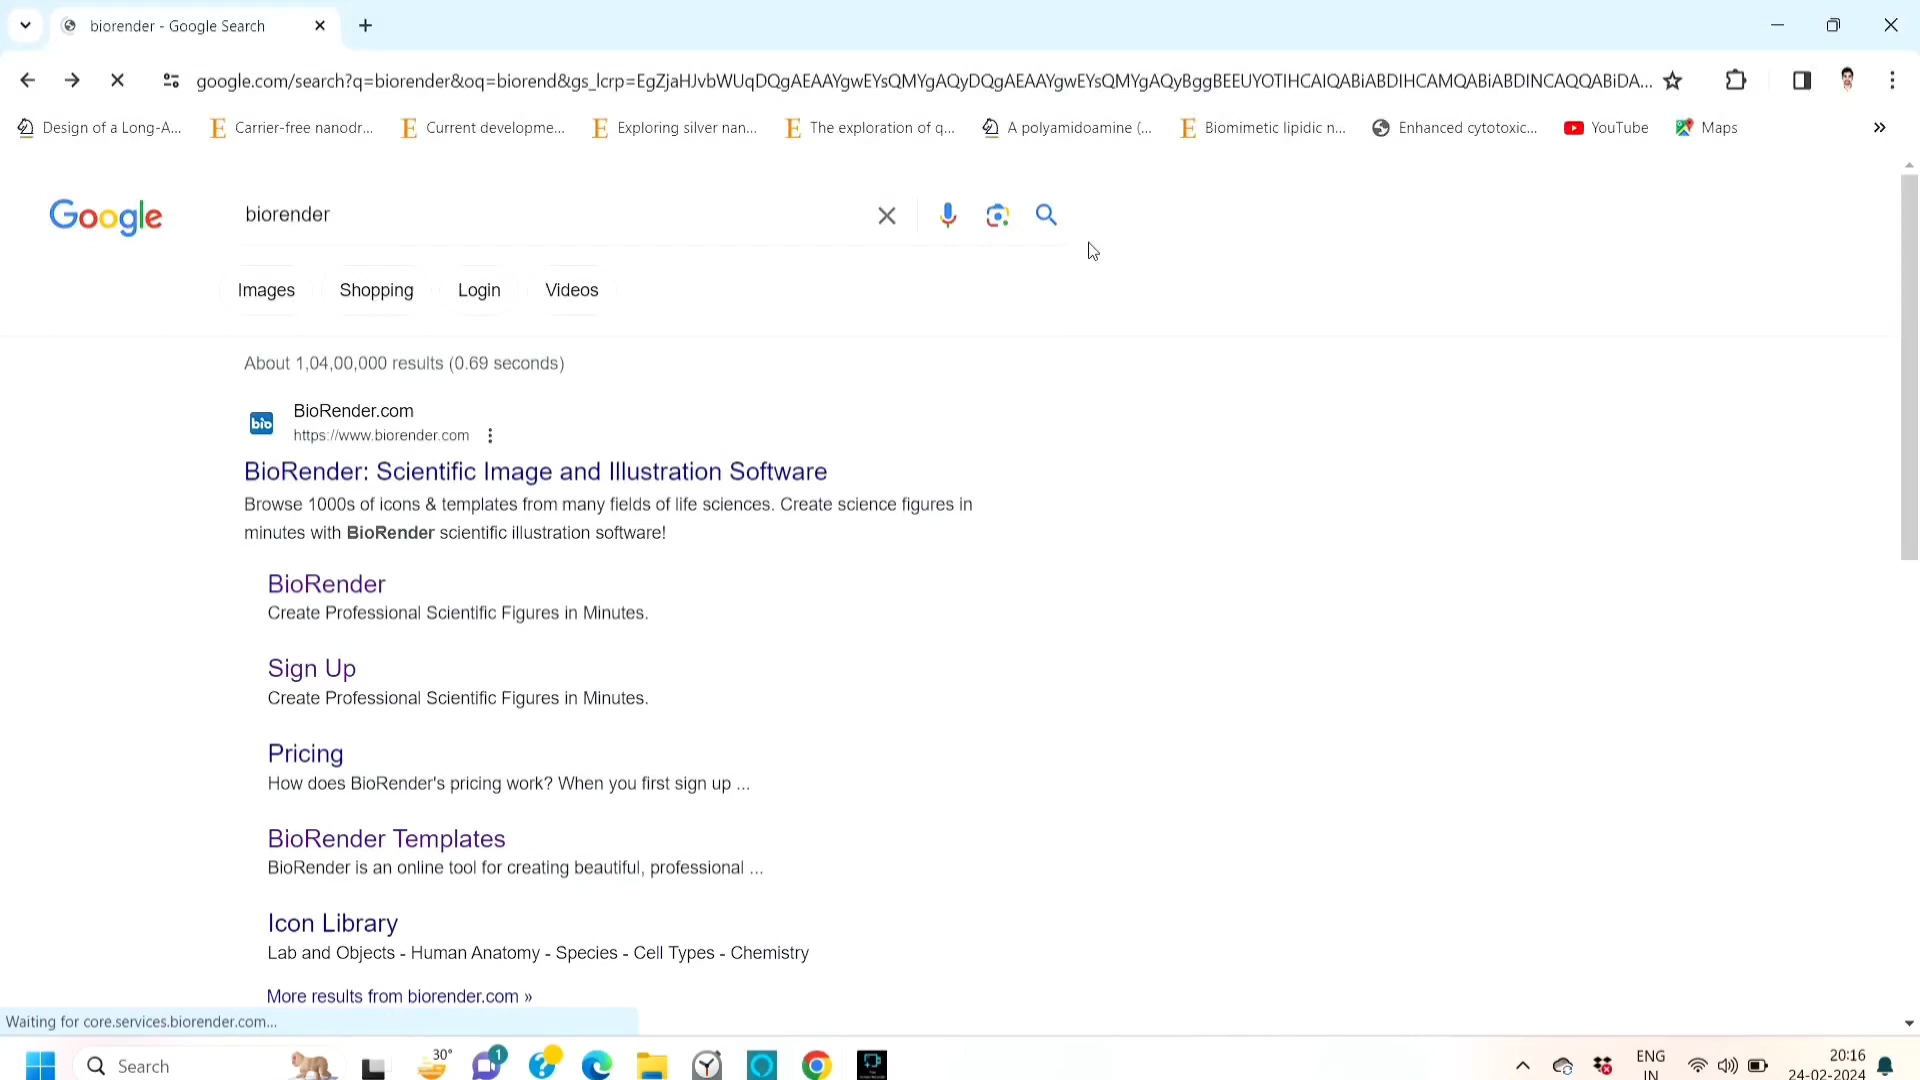 biorender - Google Search
google.com/search?q=biorender&oq=biorend&gs_lcrp=EgZjaHJvbWUqDQgAEAAYgwEYsQMYgAQyDQgAEAAYgwEYsQMYgAQyBggBEEUYOTIHCAIQABiABDIHCAMQABiABDINCAQQABiDA...
Design of a Long-A...
Carrier-free nanodr...
Current developme...
Exploring silver nan...
The exploration of q...
A polyamidoamine (...
Biomimetic lipidic n...
Enhanced cytotoxic...
YouTube
Maps
Google
biorender
Images
Shopping
Login
Videos
About 1,04,00,000 results (0.69 seconds)
bio
BioRender.com
https://www.biorender.com
BioRender: Scientific Image and Illustration Software
Browse 1000s of icons & templates from many fields of life sciences. Create science figures in
minutes with BioRender scientific illustration software!
BioRender
Create Professional Scientific Figures in Minutes.
Sign Up
Create Professional Scientific Figures in Minutes.
Pricing
How does BioRender's pricing work? When you first sign up ...
BioRender Templates
BioRender is an online tool for creating beautiful, professional ...
Icon Library
Lab and Objects - Human Anatomy - Species - Cell Types - Chemistry
More results from biorender.com »
Waiting for core.services.biorender.com...
Search
30°
1
ENG
IN
20:16
24-02-2024